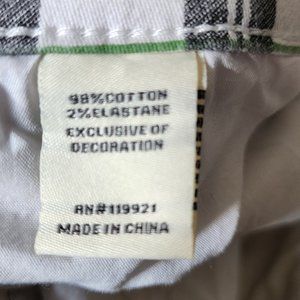 98%COTTON
2%ELASTANE
EXCLUSIVE OF
DECORATION
RN#119921
MADE IN CHINA